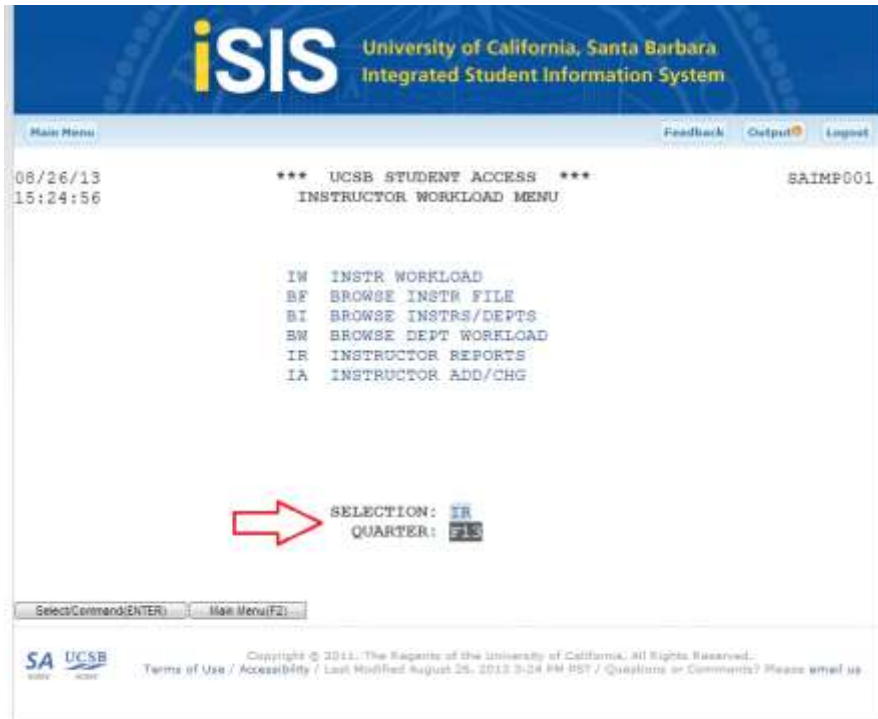 iSIS
University of California, Santa Barbara
Integrated Student Information System
Main Menu Feedback Output Logout
08/26/13 *** UCSB STUDENT ACCESS *** SAIMP001
15:24:56 INSTRUCTOR WORKLOAD MENU
IW INSTR WORKLOAD
BF BROWSE INSTR FILE
BI BROWSE INSTRS/DEPTS
BW BROWSE DEPT WORKLOAD
IR INSTRUCTOR REPORTS
IA INSTRUCTOR ADD/CHG
SELECTION: IR
QUARTER: F13
Select/Command(ENTER) Main Menu(F2)
SA UCSB
Copyright © 2011. The Regents of the University of California, All Rights Reserved.
Terms of Use / Accessibility / Last Modified August 26, 2013 3:24 PM PST / Questions or Comments? Please email us